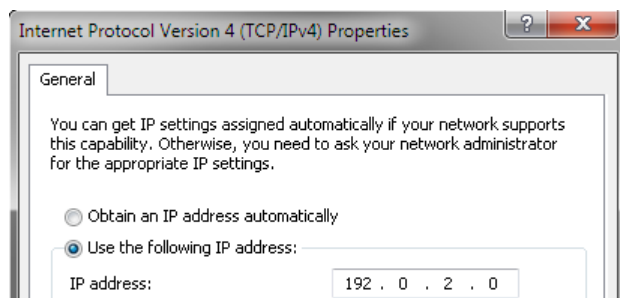 Internet Protocol Version 4 (TCP/IPv4) Properties
?
X
General
You can get IP settings assigned automatically if your network supports
this capability. Otherwise, you need to ask your network administrator
for the appropriate IP settings.
Obtain an IP address automatically
Use the following IP address:
IP address: 192 . 0 . 2 . 0